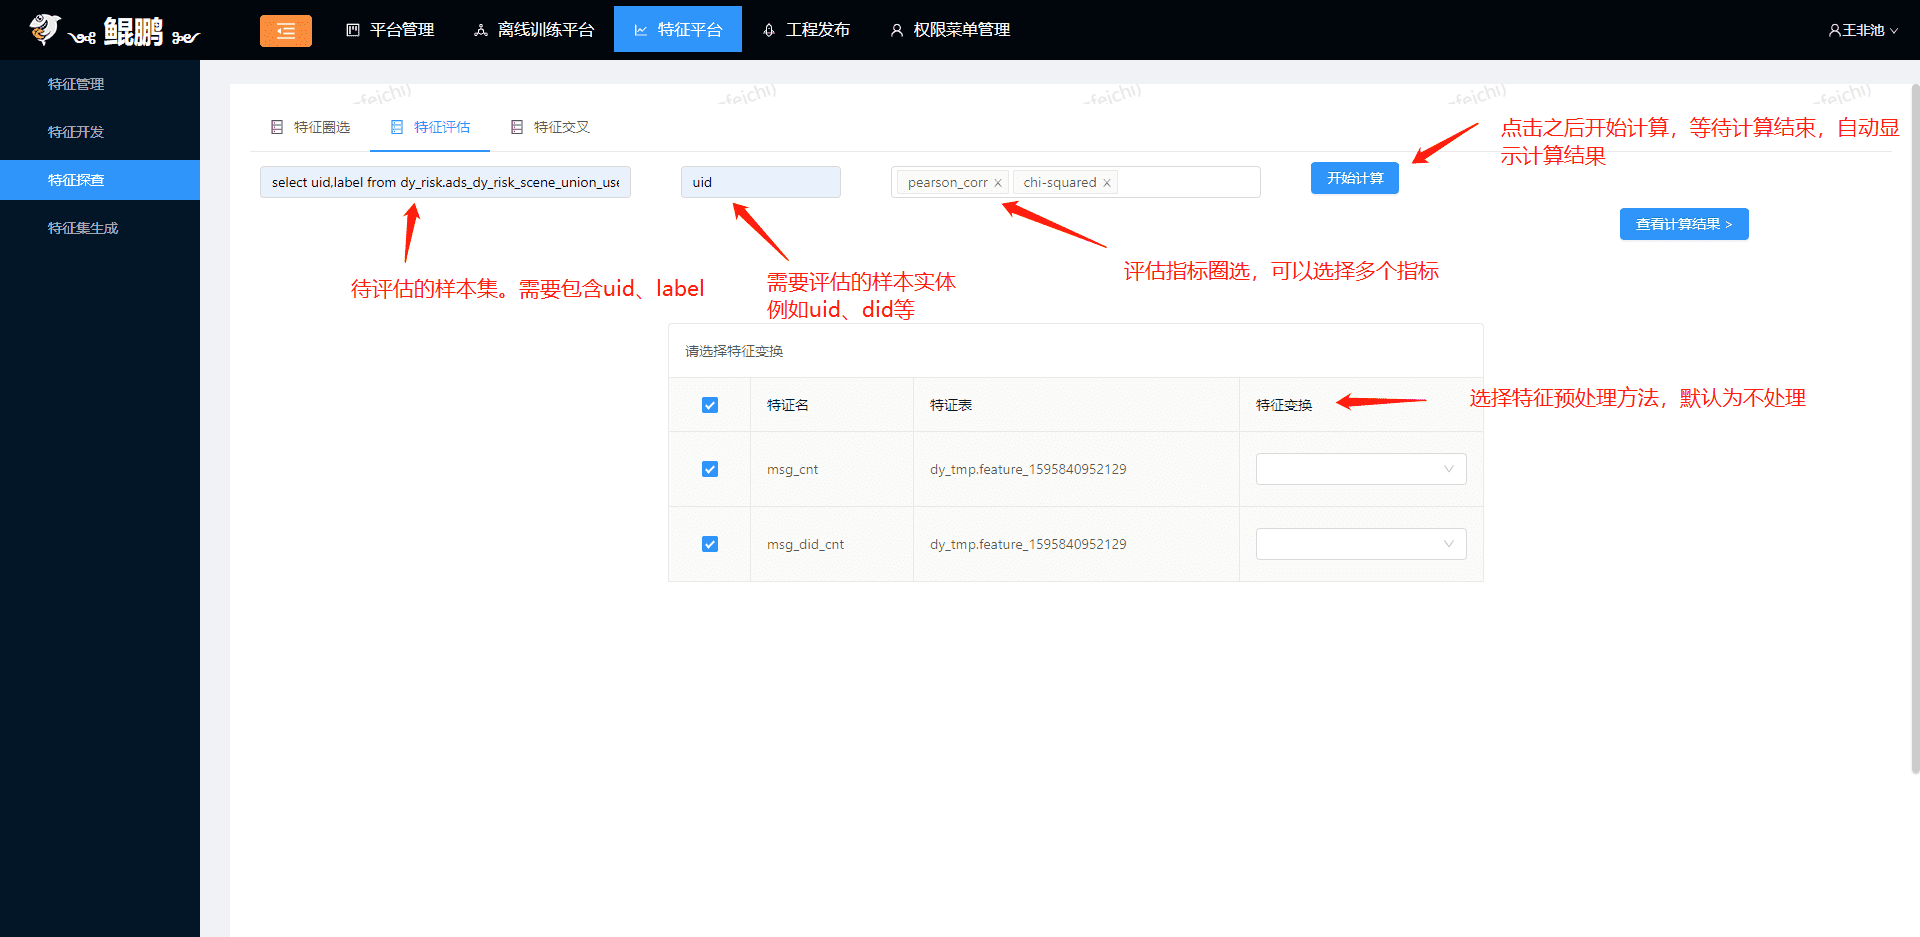 鲲鹏
平台管理
离线训练平台
特征平台
工程发布
权限菜单管理
王非池
特征管理
特征开发
特征探查
特征集生成
feichi)
feichi)
feichi)
feichi)
feichi)
特征圈选
特征评估
特征交叉
点击之后开始计算，等待计算结束，自动显
示计算结果
select uid,label from dy_risk.ads_dy_risk_scene_union_use
uid
pearson_corr ×
chi-squared ×
开始计算
查看计算结果 >
待评估的样本集。需要包含uid、label
需要评估的样本实体
例如uid、did等
评估指标圈选，可以选择多个指标
请选择特征变换
特证名
特证表
特征变换
选择特征预处理方法，默认为不处理
msg_cnt
dy_tmp.feature_1595840952129
msg_did_cnt
dy_tmp.feature_1595840952129